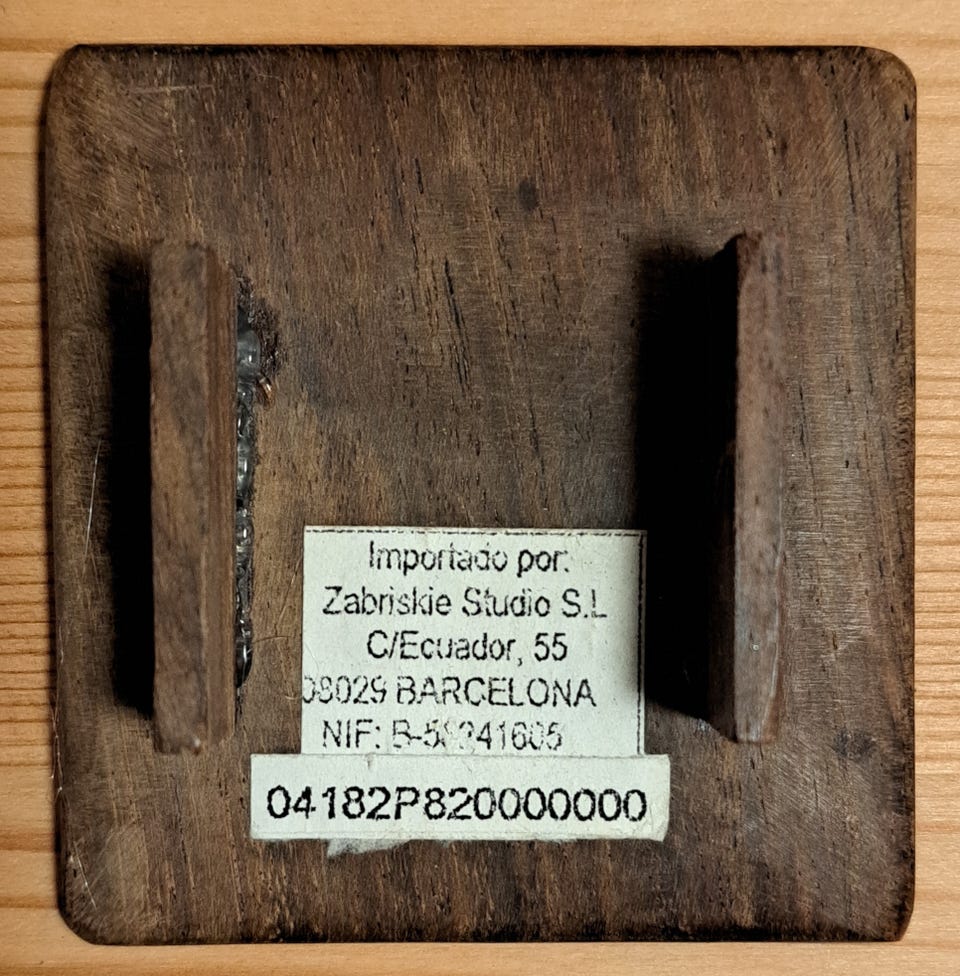 Importado por:
Zabriskie Studio S.L
C/Ecuador, 55
08029 BARCELONA
NIF:
04182P820000000